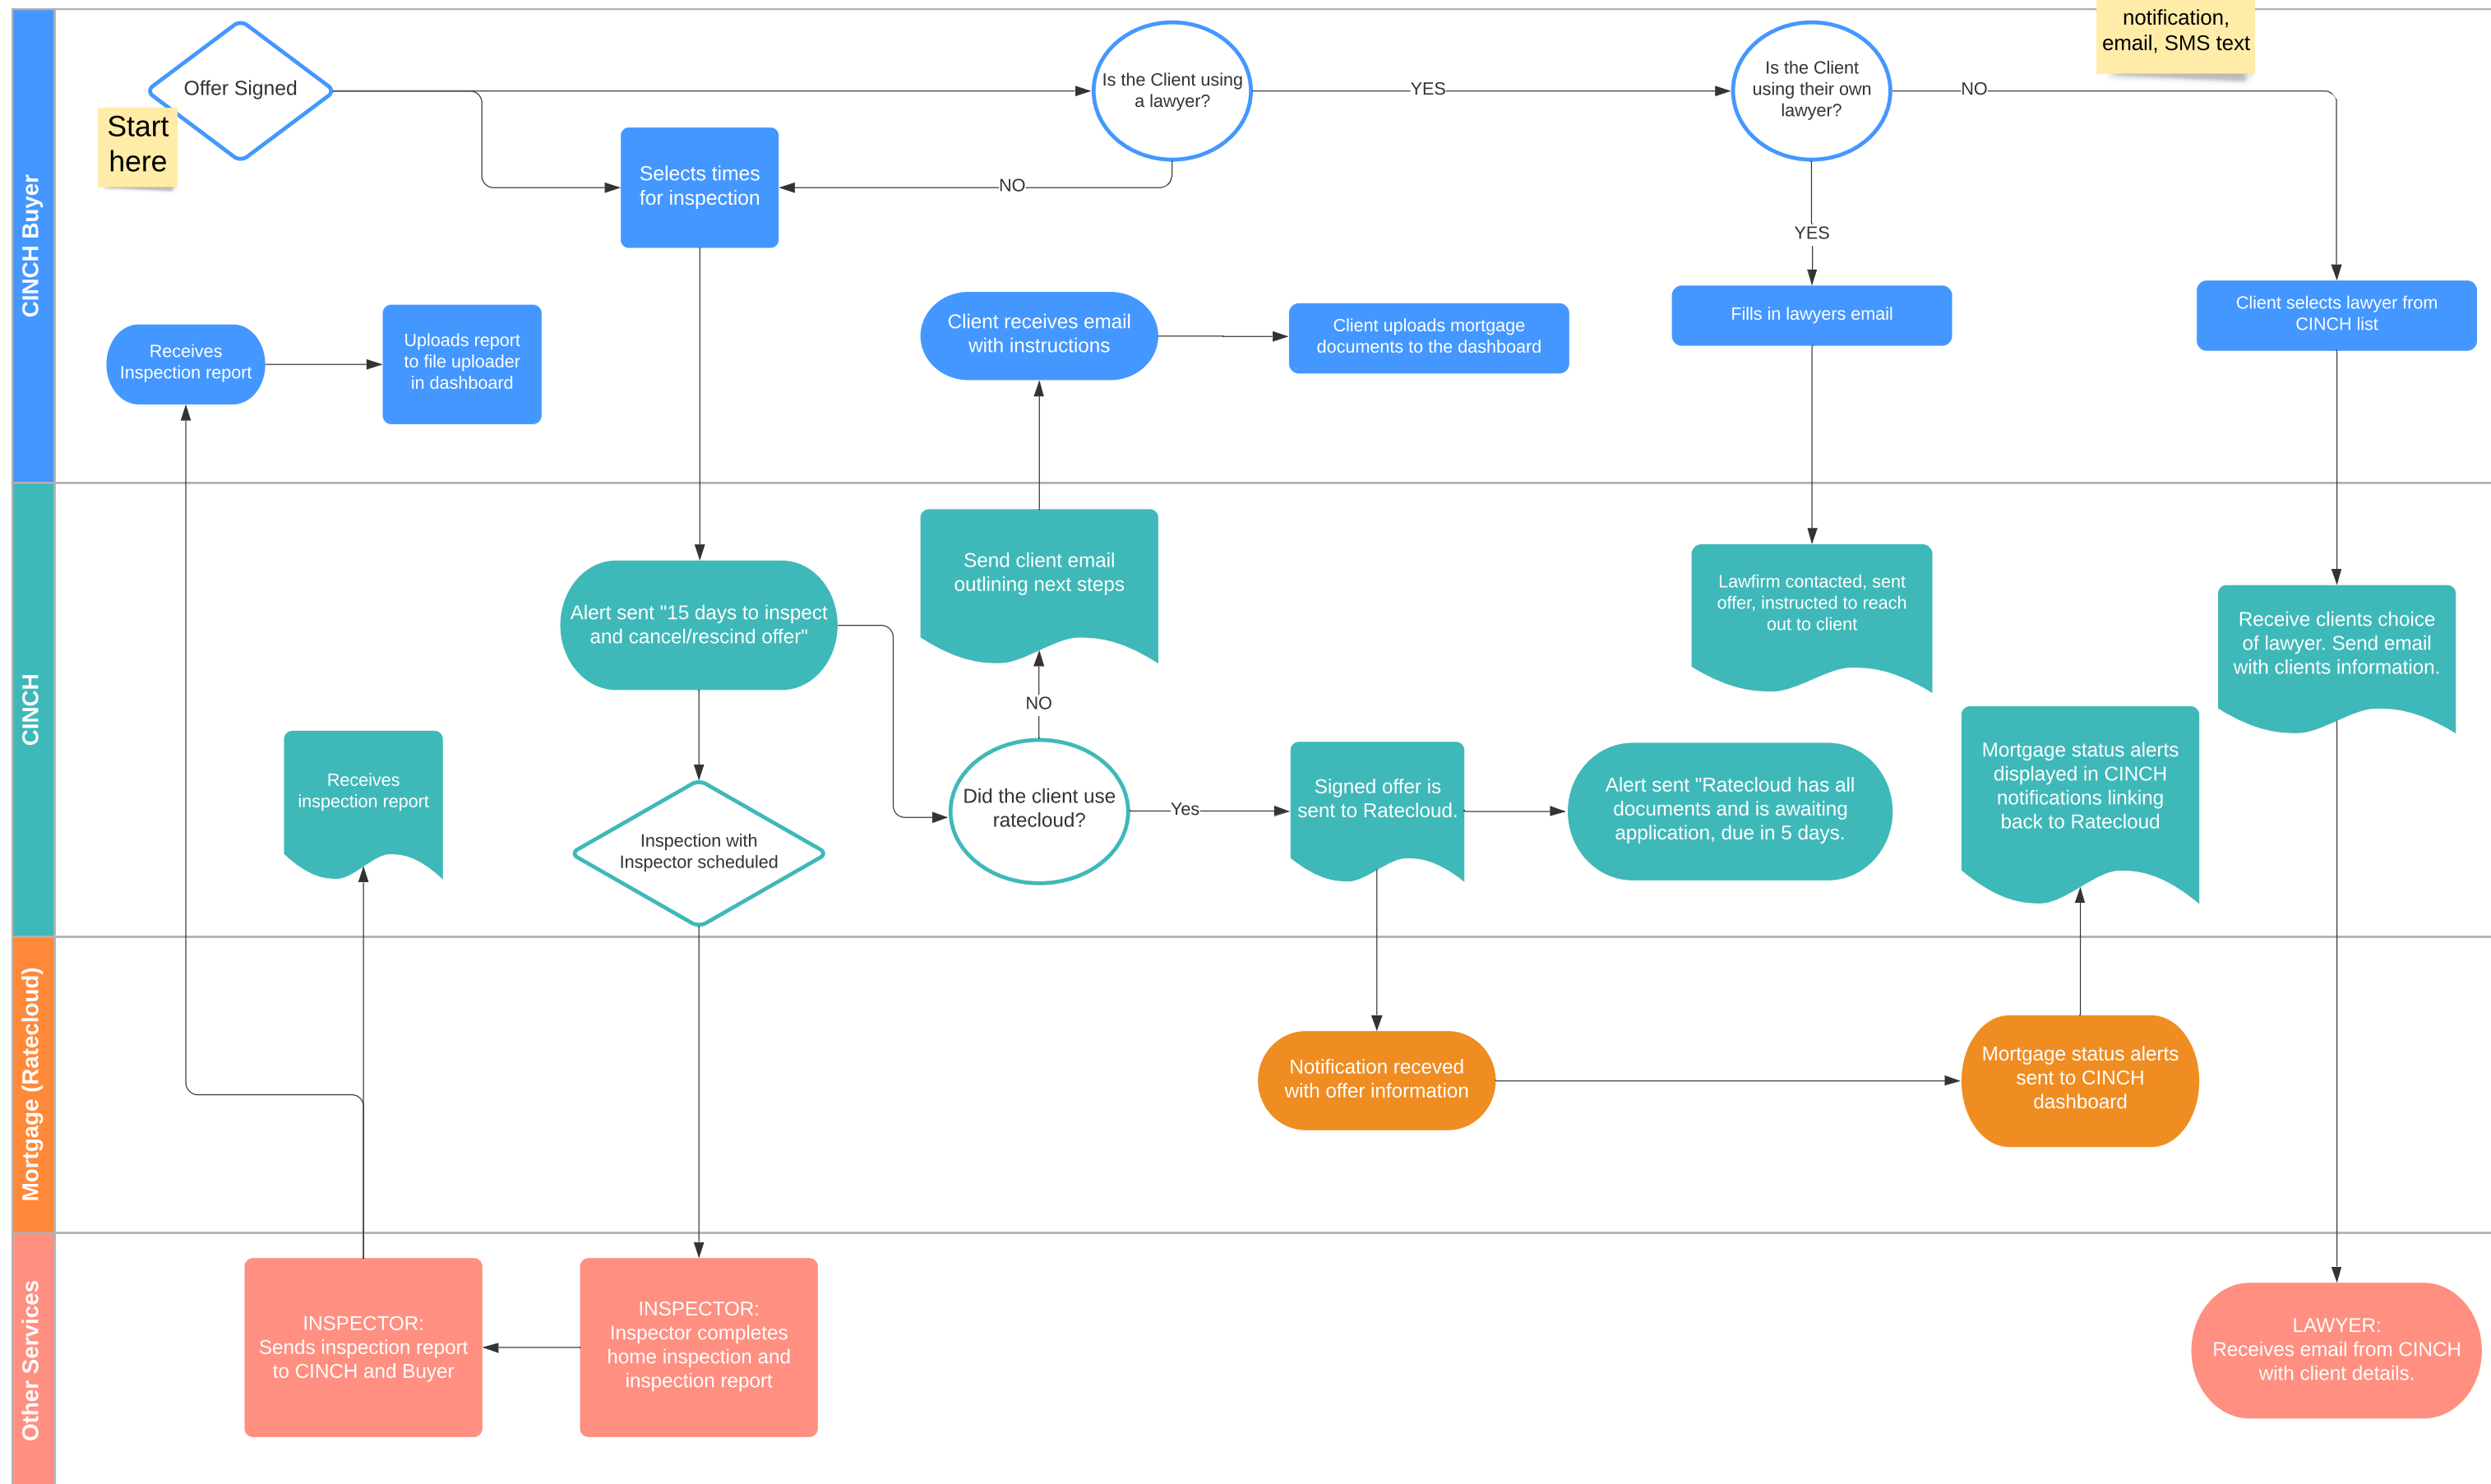 CINCH Buyer
Offer Signed
Start
here
Is the Client using
a lawyer?
YES
NO
Is the Client
using their own
lawyer?
NO
YES
notification,
email, SMS text
Selects times
for inspection
Receives
Inspection report
Uploads report
to file uploader
in dashboard
Client receives email
with instructions
Client uploads mortgage
documents to the dashboard
Fills in lawyers email
Client selects lawyer from
CINCH list
CINCH
Alert sent "15 days to inspect
and cancel/rescind offer"
Send client email
outlining next steps
NO
Lawfirm contacted, sent
offer, instructed to reach
out to client
Receive clients choice
of lawyer. Send email
with clients information.
Receives
inspection report
Inspection with
Inspector scheduled
Did the client use
ratecloud?
Yes
Signed offer is
sent to Ratecloud.
Alert sent "Ratecloud has all
documents and is awaiting
application, due in 5 days.
Mortgage status alerts
displayed in CINCH
notifications linking
back to Ratecloud
Mortgage (Ratecloud)
Notification receved
with offer information
Mortgage status alerts
sent to CINCH
dashboard
Other Services
INSPECTOR:
Sends inspection report
to CINCH and Buyer
INSPECTOR:
Inspector completes
home inspection and
inspection report
LAWYER:
Receives email from CINCH
with client details.